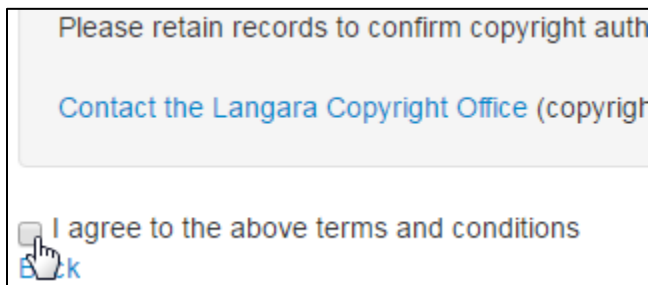 Please retain records to confirm copyright auth
Contact the Langara Copyright Office (copyrigh
I agree to the above terms and conditions